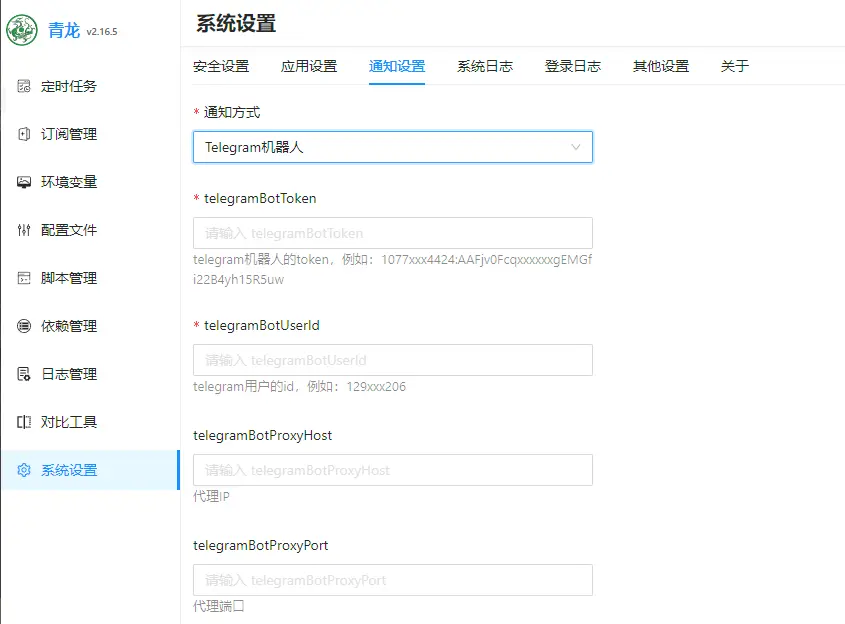 青龙 v2.16.5
定时任务
订阅管理
环境变量
配置文件
脚本管理
依赖管理
日志管理
对比工具
系统设置
系统设置
安全设置 应用设置 通知设置 系统日志 登录日志 其他设置 关于
* 通知方式
Telegram机器人
* telegramBotToken
请输入 telegramBotToken
telegram机器人的token，例如：1077xxx4424:AAFjv0FcqxxxxxxgEMGf
i22B4yh15R5uw
* telegramBotUserId
请输入 telegramBotUserId
telegram用户的id，例如：129xxx206
telegramBotProxyHost
请输入 telegramBotProxyHost
代理IP
telegramBotProxyPort
请输入 telegramBotProxyPort
代理端口